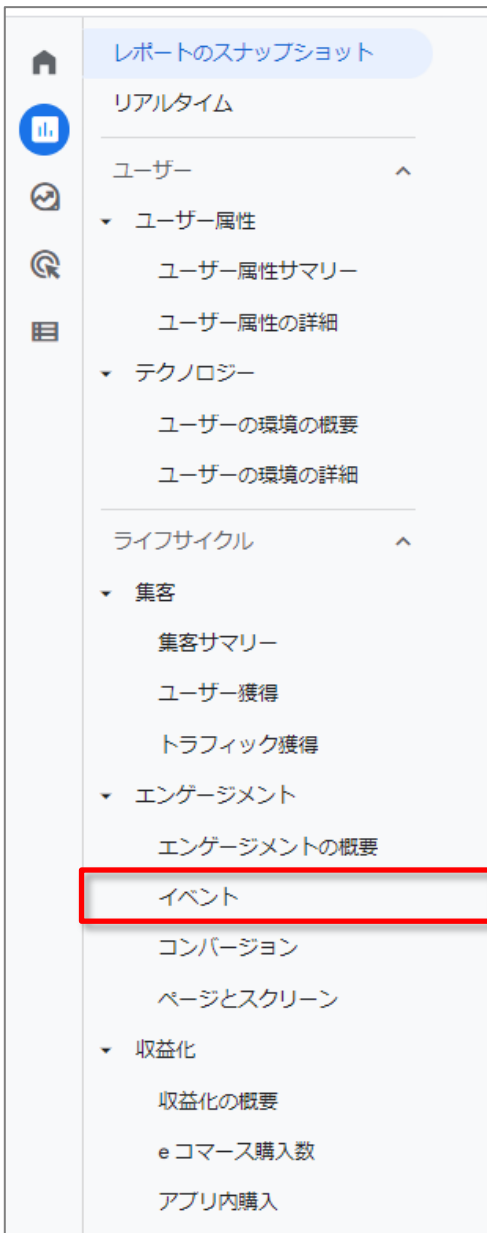 レポートのスナップショット
リアルタイム
ユーザー
ユーザー属性
ユーザー属性サマリー
ユーザー属性の詳細
テクノロジー
ユーザーの環境の概要
ユーザーの環境の詳細
ライフサイクル
集客
集客サマリー
ユーザー獲得
トラフィック獲得
エンゲージメント
エンゲージメントの概要
イベント
コンバージョン
ページとスクリーン
収益化
収益化の概要
e コマース購入数
アプリ内購入